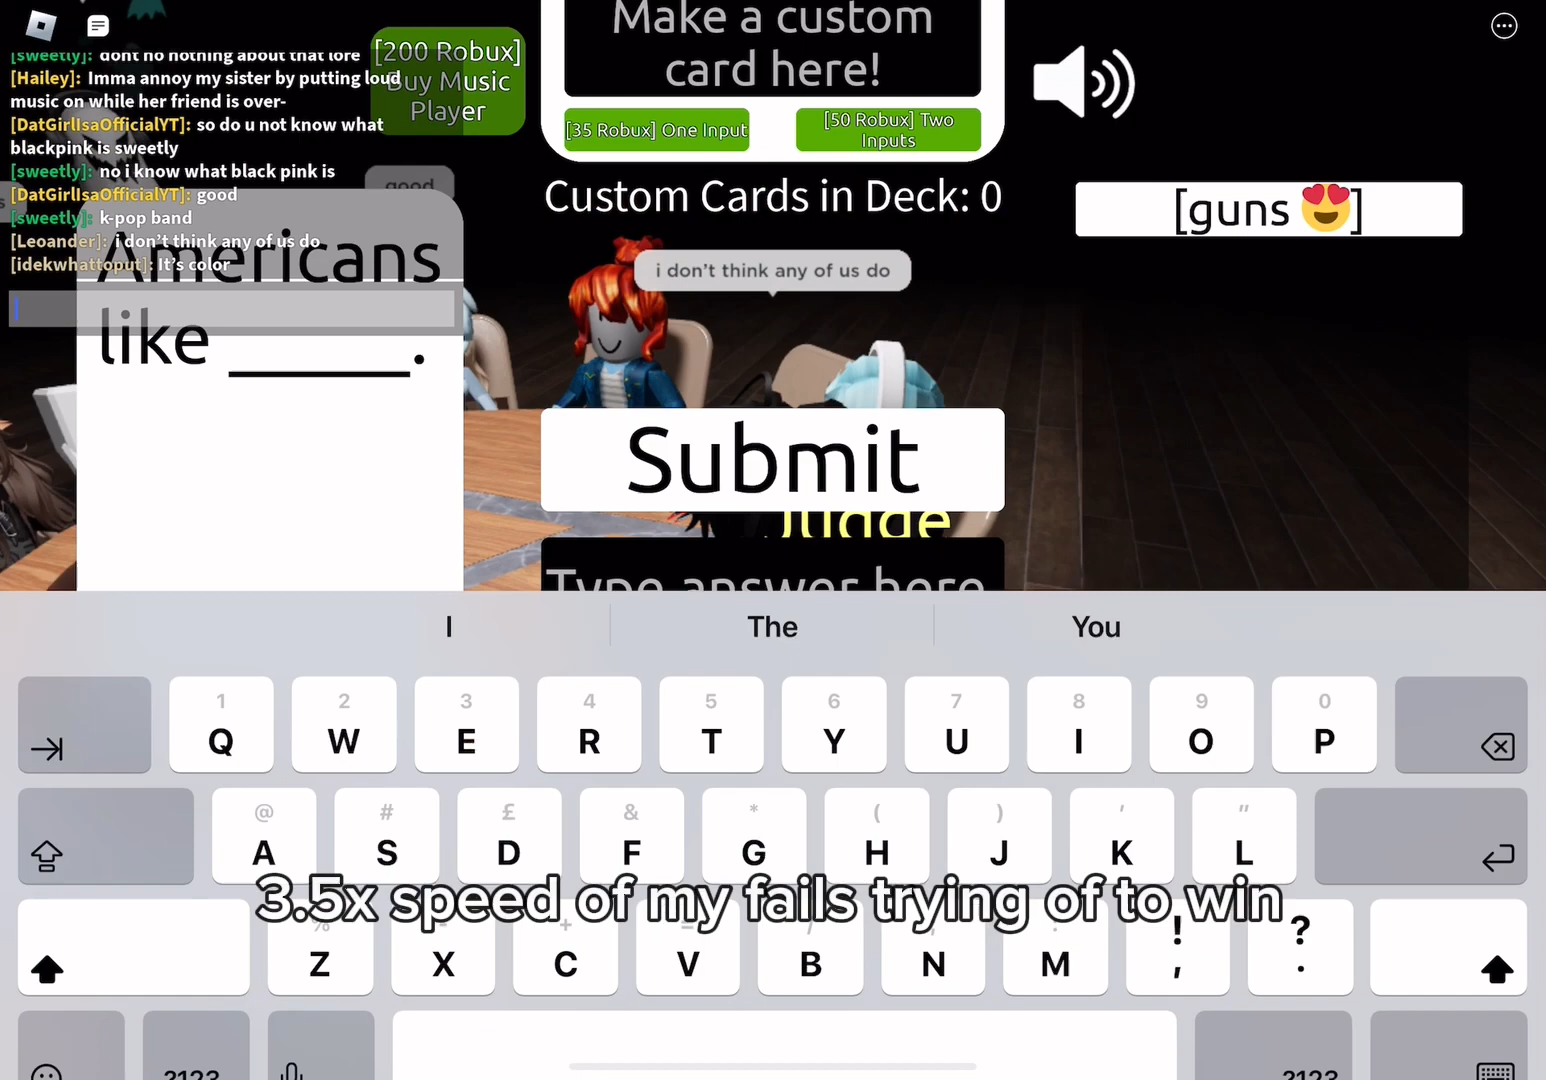 [sweetly]: dont no nothing about that lore
[Hailey]: Imma annoy my sister by putting loud
music on while her friend is over-
[DatGirlIsaOfficialYT]: so do u not know what
blackpink is sweetly
[sweetly]: no i know what black pink is
[DatGirlIsaOfficialYT]: good
[sweetly]: k-pop band
[Leoander]: i don't think any of us do
[idekwhattoput]: It's color
[200 Robux]
Buy Music
Player
good
Americans
like ________.
Make a custom
card here!
[35 Robux] One Input
[50 Robux] Two
Inputs
Custom Cards in Deck: 0
i don't think any of us do
[guns 😍]
Submit
Judge
Type answer here
I The You
1 2 3 4 5 6 7 8 9 0
Q W E R T Y U I O P
@ # £ & * ( ) ' "
A S D F G H J K L
3.5x speed of my fails trying of to win
% - + = / ; : ! ?
Z X C V B N M , .
?123 ?123